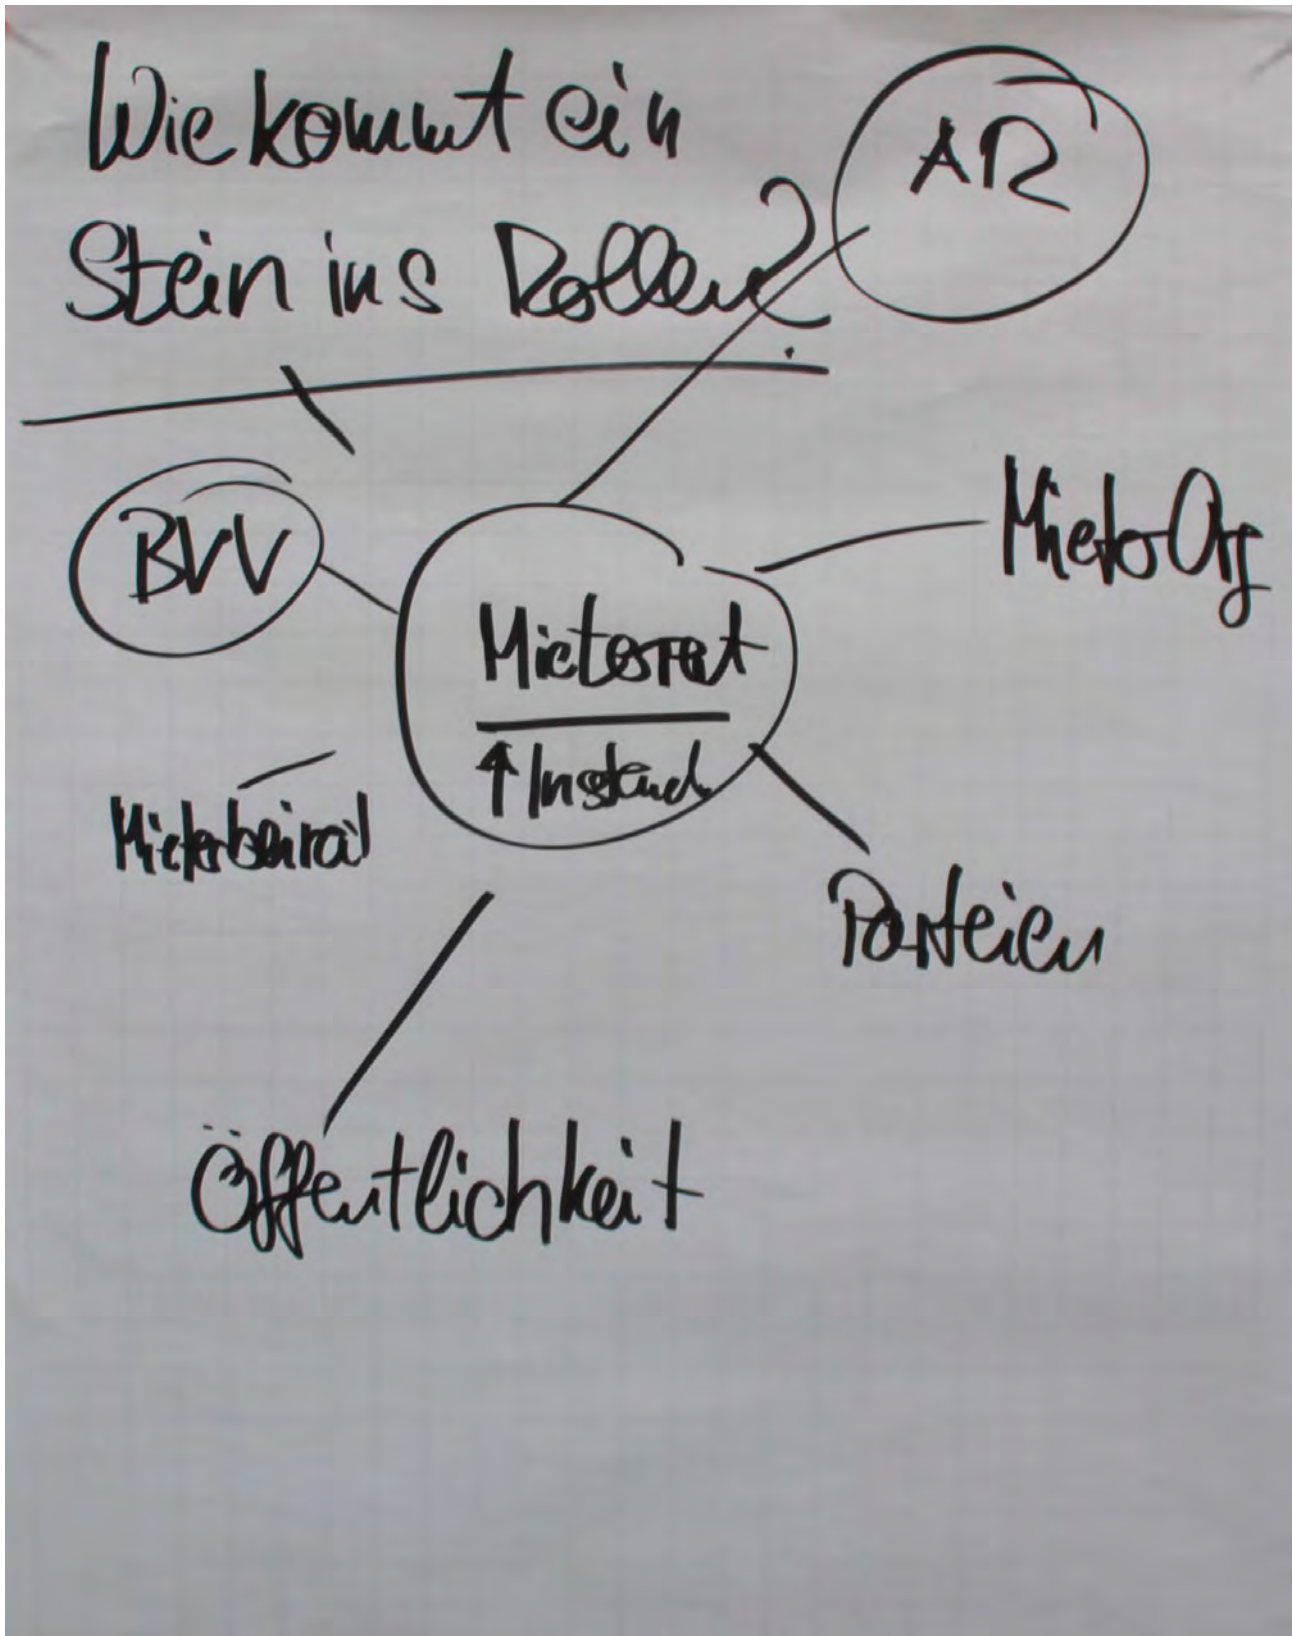 Wie kommt ein
Stein ins Rollen?
AR
BVV
MieterOrg
Mieterrat
↑ Instand.
Mieterbeirat
Parteien
Öffentlichkeit